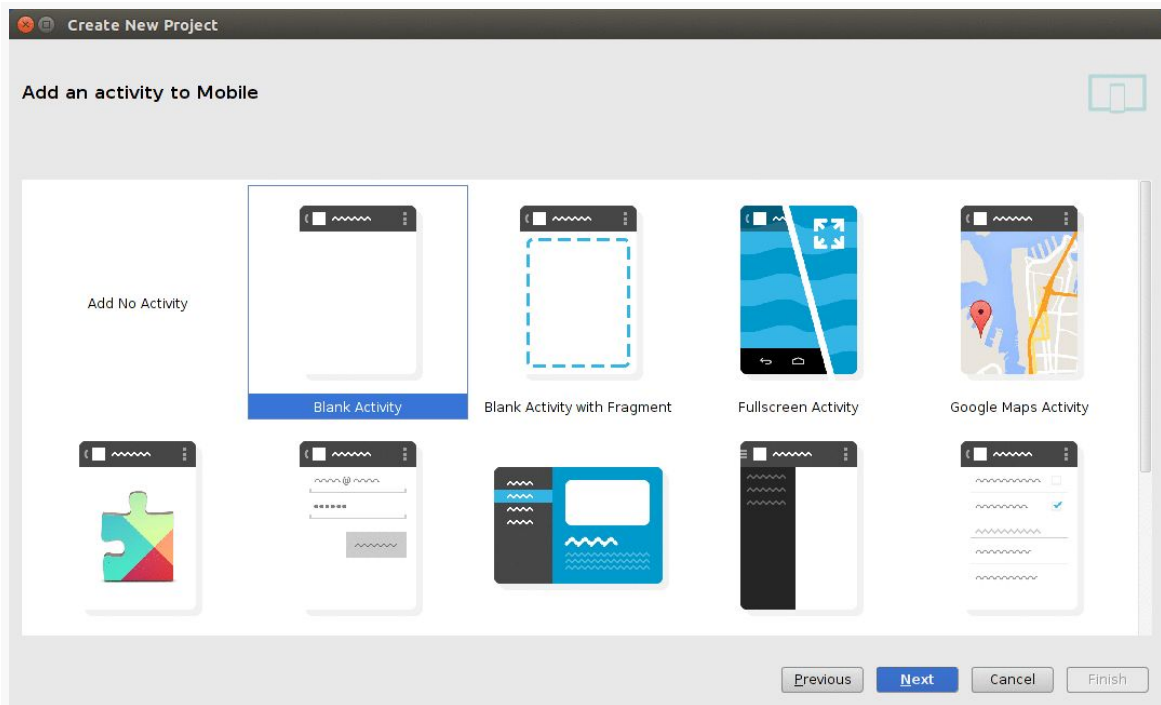 Create New Project
Add an activity to Mobile
Add No Activity
Blank Activity
Blank Activity with Fragment
Fullscreen Activity
Google Maps Activity
Previous
Next
Cancel
Finish